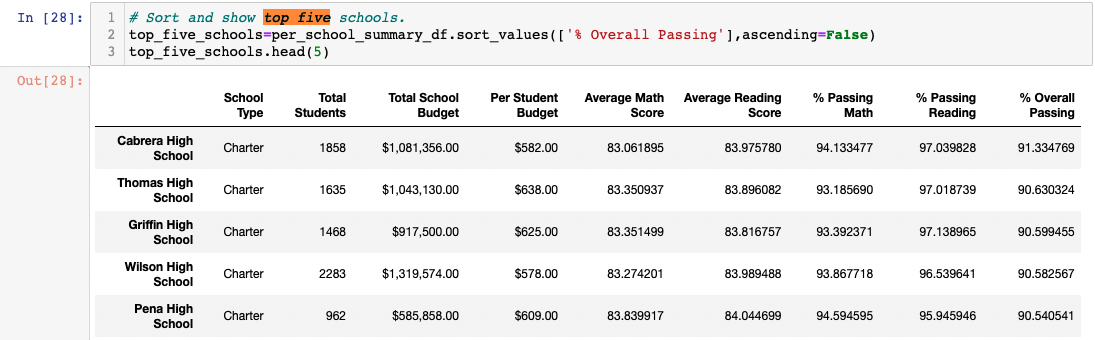 In [28]:
1 # Sort and show top five schools.
2 top_five_schools=per_school_summary_df.sort_values(['% Overall Passing'],ascending=False)
3 top_five_schools.head(5)
Out[28]:
School Type Total Students Total School Budget Per Student Budget Average Math Score Average Reading Score % Passing Math % Passing Reading % Overall Passing
Cabrera High School Charter 1858 $1,081,356.00 $582.00 83.061895 83.975780 94.133477 97.039828 91.334769
Thomas High School Charter 1635 $1,043,130.00 $638.00 83.350937 83.896082 93.185690 97.018739 90.630324
Griffin High School Charter 1468 $917,500.00 $625.00 83.351499 83.816757 93.392371 97.138965 90.599455
Wilson High School Charter 2283 $1,319,574.00 $578.00 83.274201 83.989488 93.867718 96.539641 90.582567
Pena High School Charter 962 $585,858.00 $609.00 83.839917 84.044699 94.594595 95.945946 90.540541